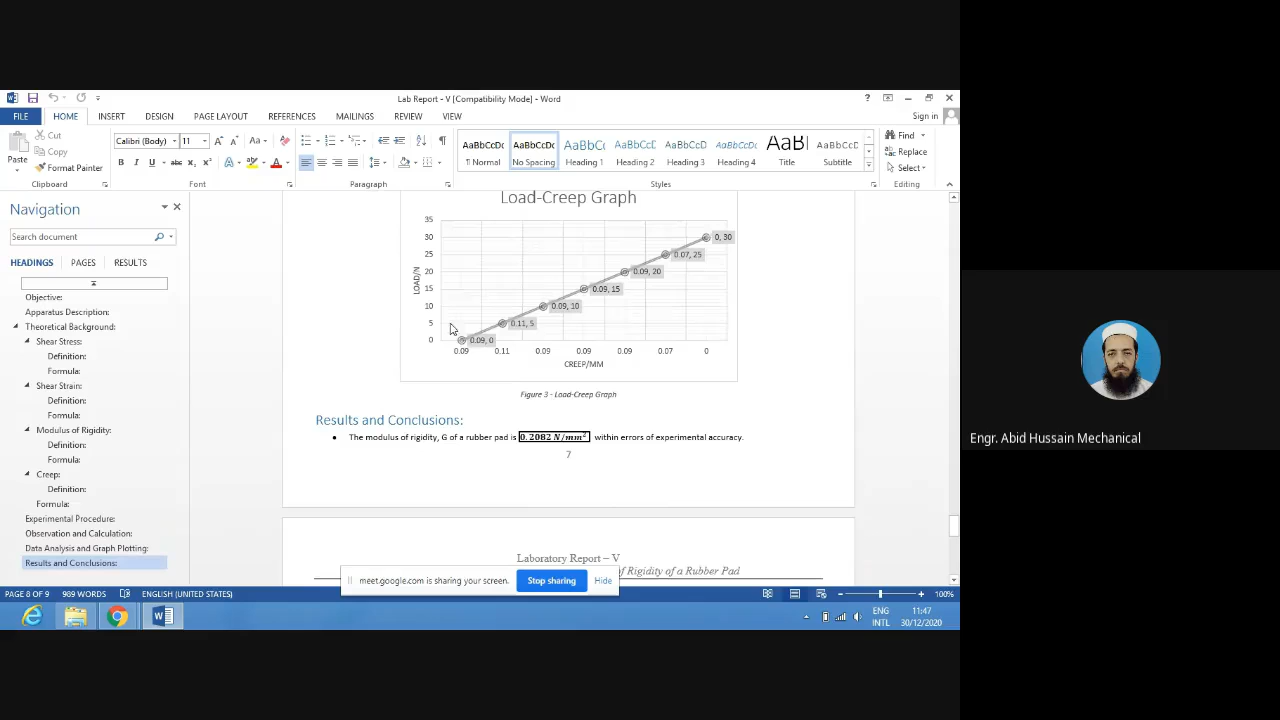 Lab Report - V [Compatibility Mode] - Word
Sign in
FILE HOME INSERT DESIGN PAGE LAYOUT REFERENCES MAILINGS REVIEW VIEW
Paste
Cut
Copy
Format Painter
Clipboard
Calibri (Body) 11
Font
Paragraph
AaBbCcDc AaBbCcDc AaBbC AaBbCcC AaBbCcD AaBbCcD AaB AaBbCcC
¶ Normal No Spacing Heading 1 Heading 2 Heading 3 Heading 4 Title Subtitle
Styles
Find
Replace
Select
Editing
Navigation
Search document
HEADINGS PAGES RESULTS
Objective:
Apparatus Description:
Theoretical Background:
Shear Stress:
Definition:
Formula:
Shear Strain:
Definition:
Formula:
Modulus of Rigidity:
Definition:
Formula:
Creep:
Definition:
Formula:
Experimental Procedure:
Observation and Calculation:
Data Analysis and Graph Plotting:
Results and Conclusions:
Load-Creep Graph
LOAD/N
35
30
25
20
15
10
5
0
0, 30
0.07, 25
0.09, 20
0.09, 15
0.09, 10
0.11, 5
0.09, 0
0.09 0.11 0.09 0.09 0.09 0.07 0
CREEP/MM
Figure 3 - Load-Creep Graph
Results and Conclusions:
• The modulus of rigidity, G of a rubber pad is 0.2082 N/mm² within errors of experimental accuracy.
7
Laboratory Report – V
of Rigidity of a Rubber Pad
meet.google.com is sharing your screen. Stop sharing Hide
PAGE 8 OF 9 989 WORDS ENGLISH (UNITED STATES) 100%
ENG
INTL
11:47
30/12/2020
Engr. Abid Hussain Mechanical